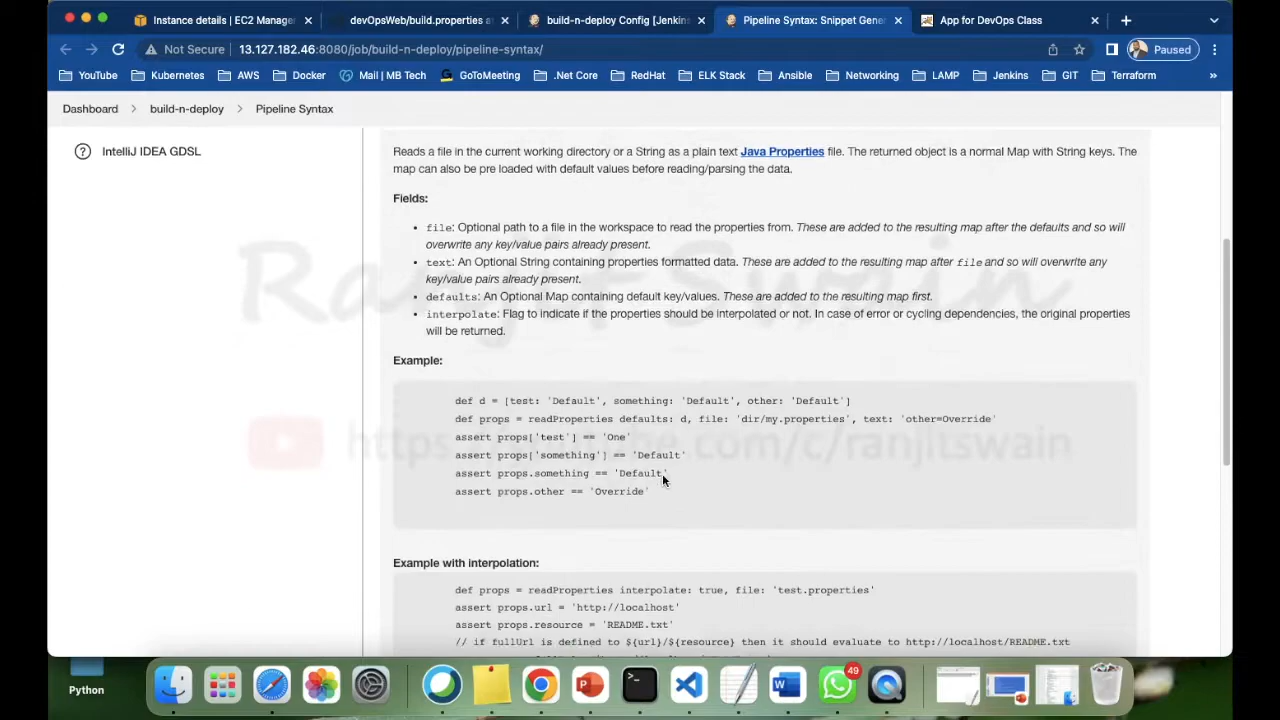 Instance details | EC2 Manager
devOpsWeb/build.properties a
build-n-deploy Config [Jenkins
Pipeline Syntax: Snippet Gener
App for DevOps Class
Not Secure
13.127.182.46:8080/job/build-n-deploy/pipeline-syntax/
Paused
YouTube
Kubernetes
AWS
Docker
Mail | MB Tech
GoToMeeting
.Net Core
RedHat
ELK Stack
Ansible
Networking
LAMP
Jenkins
GIT
Terraform
»
Dashboard
build-n-deploy
Pipeline Syntax
IntelliJ IDEA GDSL
Reads a file in the current working directory or a String as a plain text Java Properties file. The returned object is a normal Map with String keys. The
map can also be pre loaded with default values before reading/parsing the data.
Fields:
file: Optional path to a file in the workspace to read the properties from. These are added to the resulting map after the defaults and so will
overwrite any key/value pairs already present.
text: An Optional String containing properties formatted data. These are added to the resulting map after file and so will overwrite any
key/value pairs already present.
defaults: An Optional Map containing default key/values. These are added to the resulting map first.
interpolate: Flag to indicate if the properties should be interpolated or not. In case of error or cycling dependencies, the original properties
will be returned.
Ranjit Swain
Example:
def d = [test: 'Default', something: 'Default', other: 'Default']
def props = readProperties defaults: d, file: 'dir/my.properties', text: 'other=Override'
assert props['test'] == 'One'
assert props['something'] == 'Default'
assert props.something == 'Default'
assert props.other == 'Override'
https://youtube.com/c/ranjitswain
Example with interpolation:
def props = readProperties interpolate: true, file: 'test.properties'
assert props.url = 'http://localhost'
assert props.resource = 'README.txt'
// if fullUrl is defined to ${url}/${resource} then it should evaluate to http://localhost/README.txt
Python
49